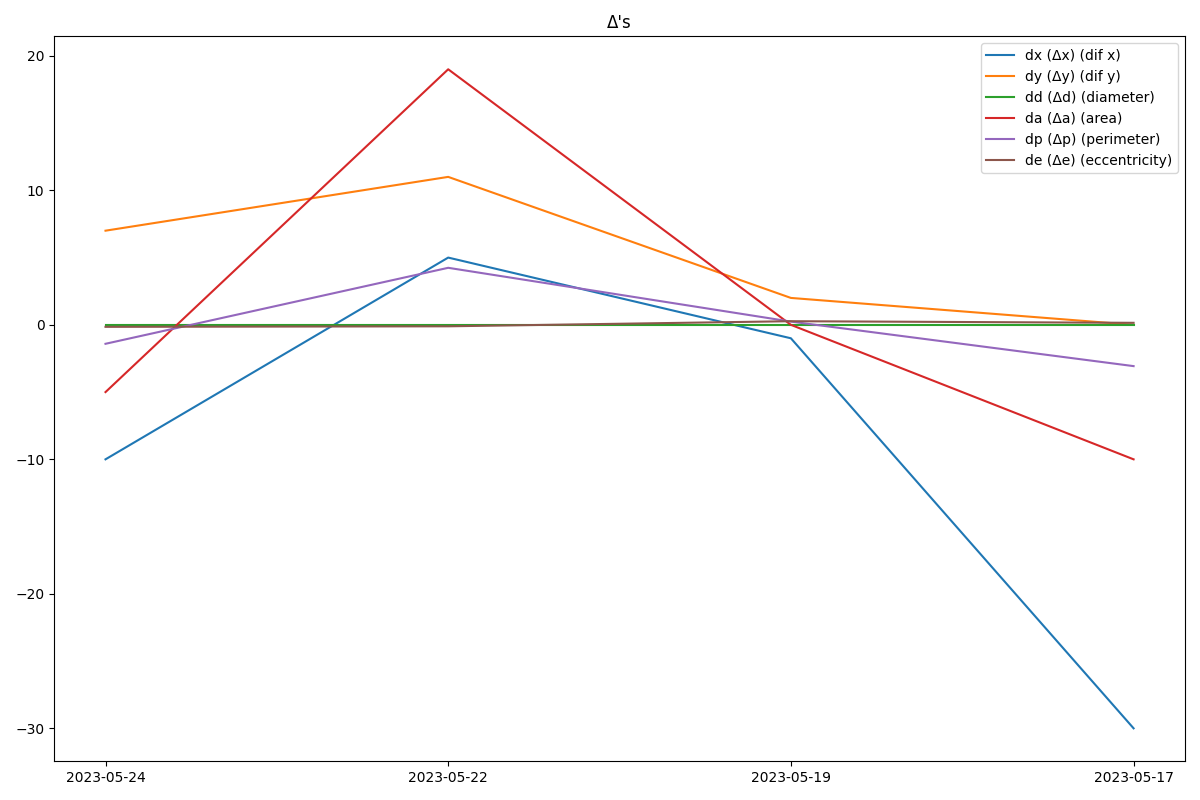 Δ's
dx (Δx) (dif x)
dy (Δy) (dif y)
dd (Δd) (diameter)
da (Δa) (area)
dp (Δp) (perimeter)
de (Δe) (eccentricity)
20
10
0
−10
−20
−30
2023-05-24 2023-05-22 2023-05-19 2023-05-17